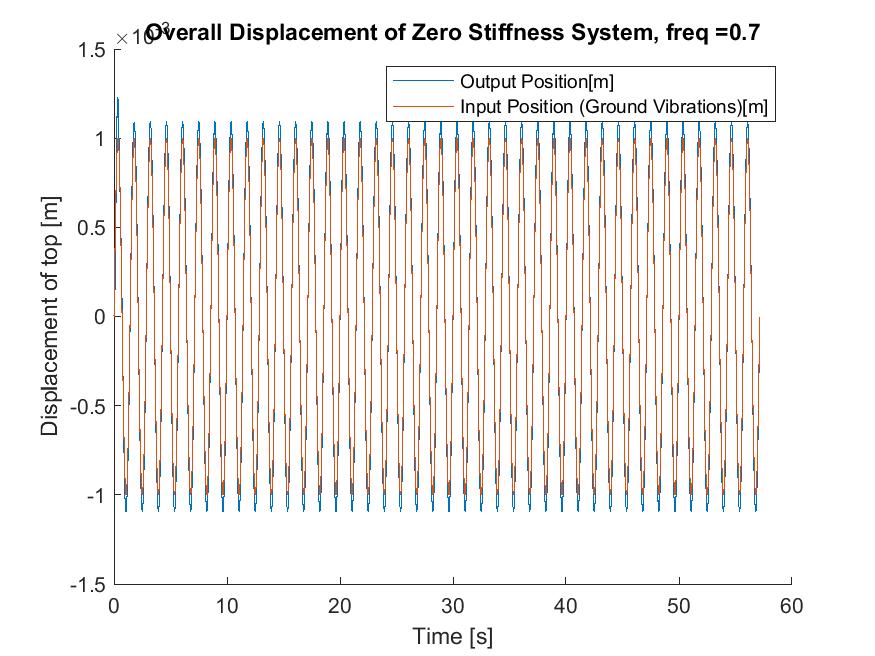 Overall Displacement of Zero Stiffness System, freq =0.7
×10-3
Output Position[m]
Input Position (Ground Vibrations)[m]
1.5
1
0.5
0
-0.5
-1
-1.5
Displacement of top [m]
0 10 20 30 40 50 60
Time [s]